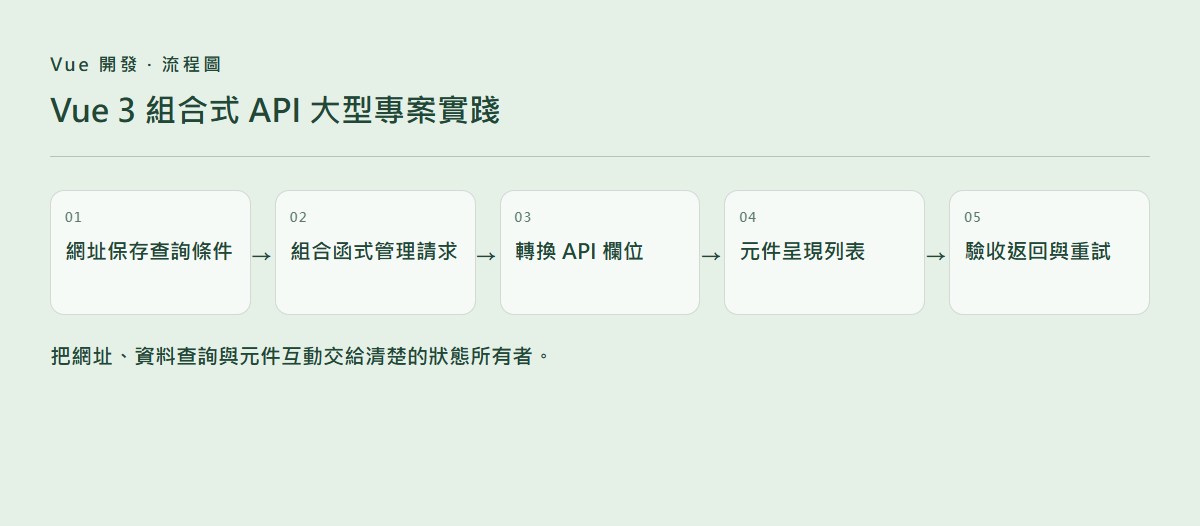 Vue 開發 · 流程圖
Vue 3 組合式 API 大型專案實踐
01
網址保存查詢條件
→
02
組合函式管理請求
→
03
轉換 API 欄位
→
04
元件呈現列表
→
05
驗收返回與重試
把網址、資料查詢與元件互動交給清楚的狀態所有者。